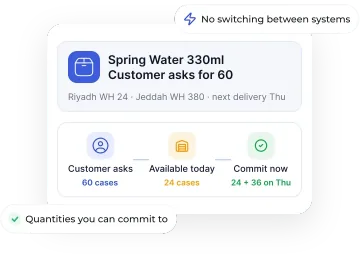 No switching between systems
Spring Water 330ml
Customer asks for 60
Riyadh WH 24 · Jeddah WH 380 · next delivery Thu
Customer asks
60 cases
Available today
24 cases
Commit now
24 + 36 on Thu
Quantities you can commit to